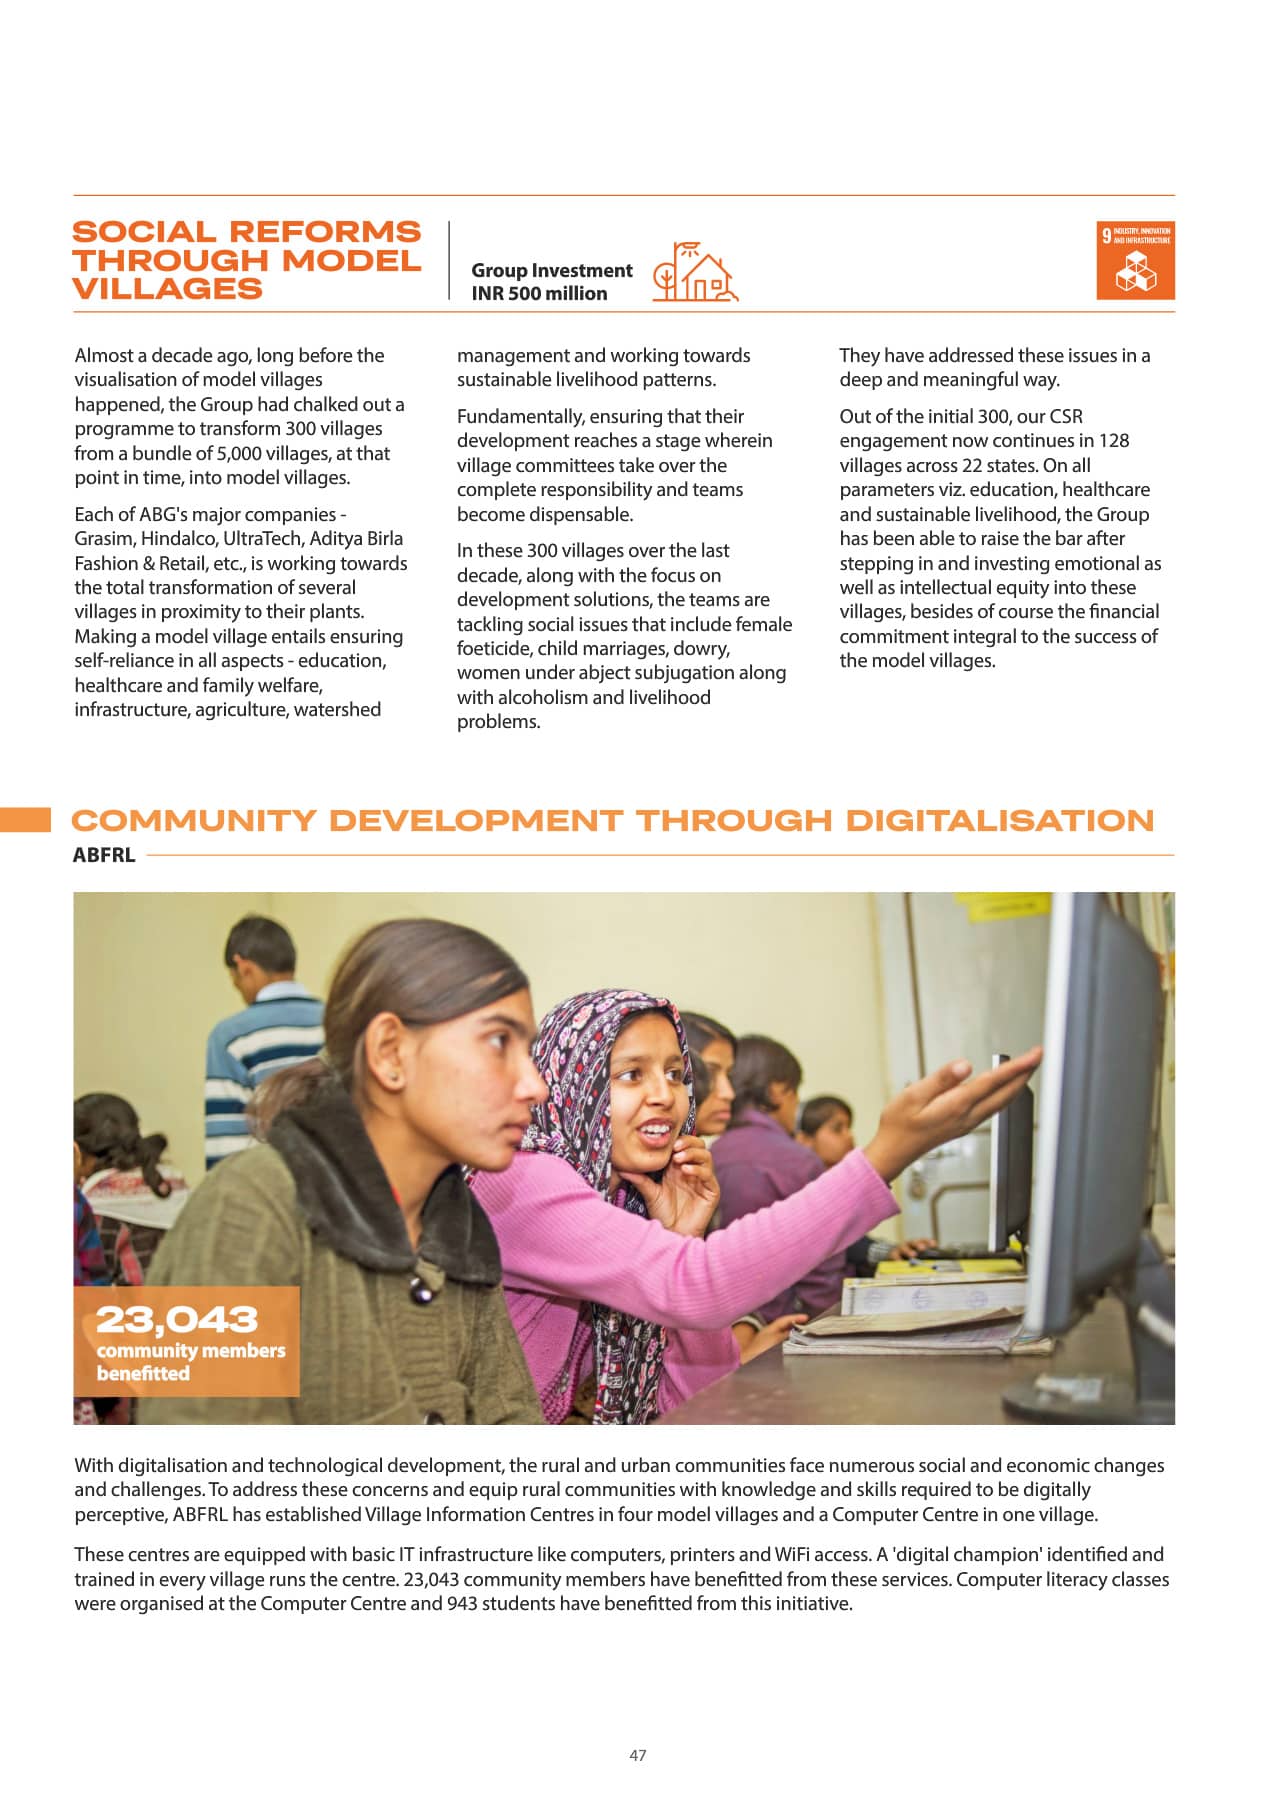 SOCIAL REFORMS
THROUGH MODEL
VILLAGES
Group Investment
INR 500 million
9 INDUSTRY, INNOVATION
AND INFRASTRUCTURE
Almost a decade ago, long before the
visualisation of model villages
happened, the Group had chalked out a
programme to transform 300 villages
from a bundle of 5,000 villages, at that
point in time, into model villages.
Each of ABG's major companies -
Grasim, Hindalco, UltraTech, Aditya Birla
Fashion & Retail, etc., is working towards
the total transformation of several
villages in proximity to their plants.
Making a model village entails ensuring
self-reliance in all aspects - education,
healthcare and family welfare,
infrastructure, agriculture, watershed
management and working towards
sustainable livelihood patterns.
Fundamentally, ensuring that their
development reaches a stage wherein
village committees take over the
complete responsibility and teams
become dispensable.
In these 300 villages over the last
decade, along with the focus on
development solutions, the teams are
tackling social issues that include female
foeticide, child marriages, dowry,
women under abject subjugation along
with alcoholism and livelihood
problems.
They have addressed these issues in a
deep and meaningful way.
Out of the initial 300, our CSR
engagement now continues in 128
villages across 22 states. On all
parameters viz. education, healthcare
and sustainable livelihood, the Group
has been able to raise the bar after
stepping in and investing emotional as
well as intellectual equity into these
villages, besides of course the financial
commitment integral to the success of
the model villages.
COMMUNITY DEVELOPMENT THROUGH DIGITALISATION
ABFRL
23,043
community members
benefitted
With digitalisation and technological development, the rural and urban communities face numerous social and economic changes
and challenges. To address these concerns and equip rural communities with knowledge and skills required to be digitally
perceptive, ABFRL has established Village Information Centres in four model villages and a Computer Centre in one village.
These centres are equipped with basic IT infrastructure like computers, printers and WiFi access. A 'digital champion' identified and
trained in every village runs the centre. 23,043 community members have benefitted from these services. Computer literacy classes
were organised at the Computer Centre and 943 students have benefitted from this initiative.
47